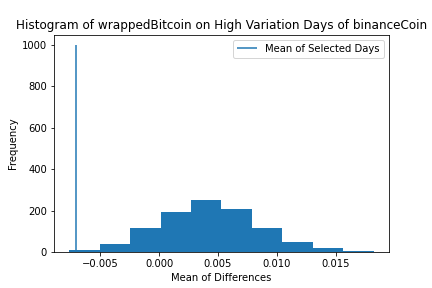 Histogram of wrappedBitcoin on High Variation Days of binanceCoin
1000
Mean of Selected Days
800
600
Frequency
400
200
0
−0.005 0.000 0.005 0.010 0.015
Mean of Differences